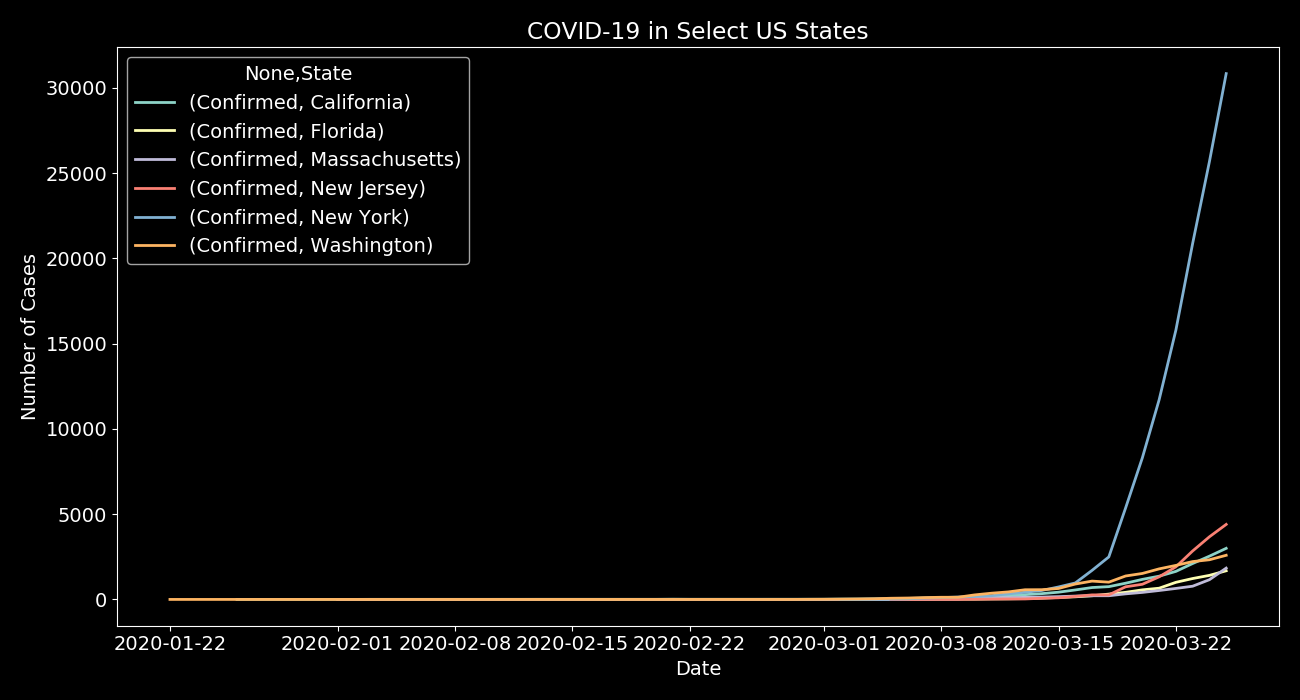 COVID-19 in Select US States
None,State
(Confirmed, California)
(Confirmed, Florida)
(Confirmed, Massachusetts)
(Confirmed, New Jersey)
(Confirmed, New York)
(Confirmed, Washington)
Number of Cases
30000
25000
20000
15000
10000
5000
0
2020-01-22 2020-02-01 2020-02-08 2020-02-15 2020-02-22 2020-03-01 2020-03-08 2020-03-15 2020-03-22
Date